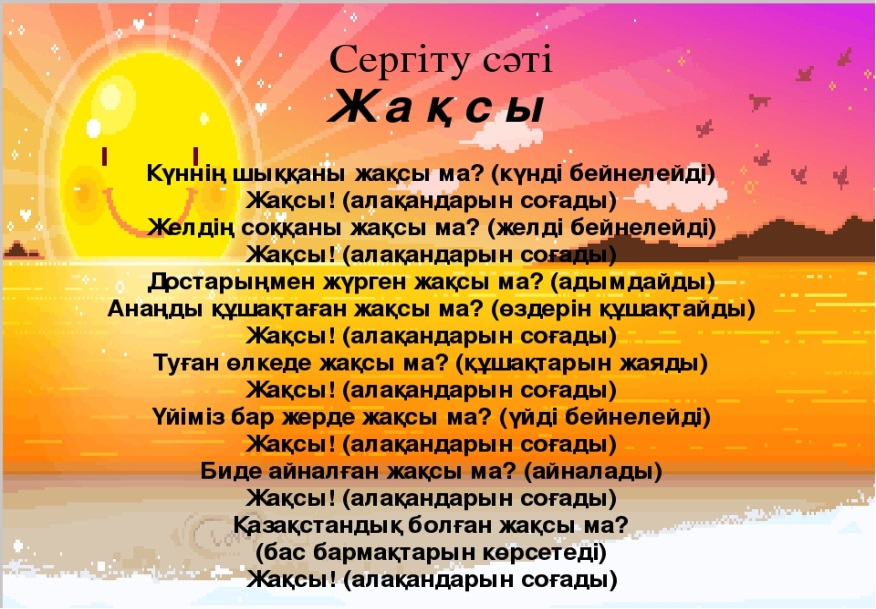 Сергіту сәті
Жақсы
Күннің шыққаны жақсы ма? (күнді бейнелейді)
Жақсы! (алақандарын соғады)
Желдің соққаны жақсы ма? (желді бейнелейді)
Жақсы! (алақандарын соғады)
Достарыңмен жүрген жақсы ма? (адымдайды)
Анаңды құшақтаған жақсы ма? (өздерін құшақтайды)
Жақсы! (алақандарын соғады)
Туған өлкеде жақсы ма? (құшақтарын жаяды)
Жақсы! (алақандарын соғады)
Үйіміз бар жерде жақсы ма? (үйді бейнелейді)
Жақсы! (алақандарын соғады)
Биде айналған жақсы ма? (айналады)
Жақсы! (алақандарын соғады)
Қазақстандық болған жақсы ма?
(бас бармақтарын көрсетеді)
Жақсы! (алақандарын соғады)